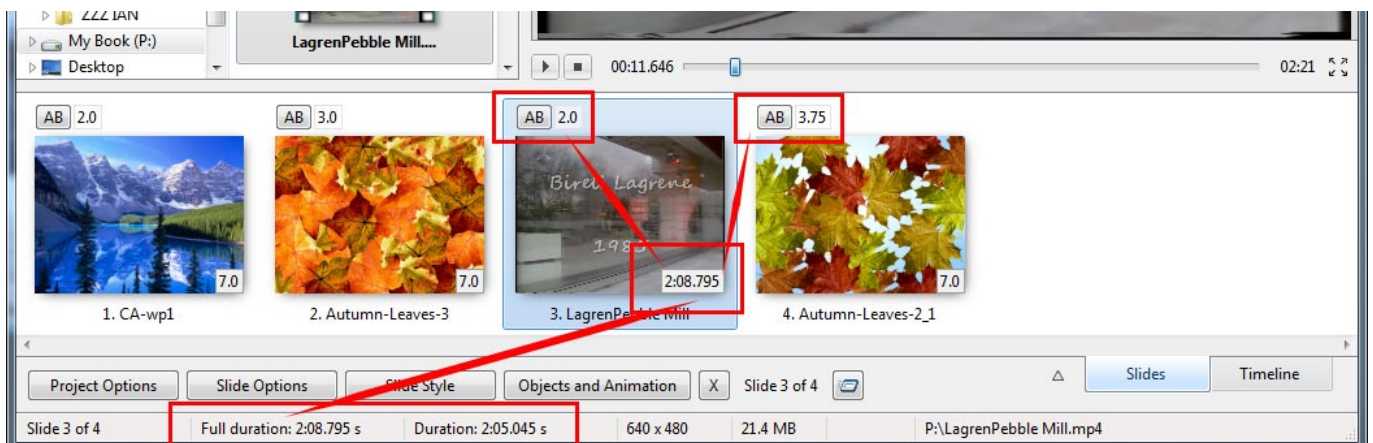 ZZZ IAN
My Book (P:)
Desktop
LagrenPebble Mill....
00:11.646
02:21
AB 2.0
AB 3.0
AB 2.0
AB 3.75
Bireli Lagrene
1983
7.0
7.0
2:08.795
7.0
1. CA-wp1
2. Autumn-Leaves-3
3. LagrenPebble Mill
4. Autumn-Leaves-2_1
Project Options
Slide Options
Slide Style
Objects and Animation
X
Slide 3 of 4
Slides
Timeline
Slide 3 of 4
Full duration: 2:08.795 s
Duration: 2:05.045 s
640 x 480
21.4 MB
P:\LagrenPebble Mill.mp4